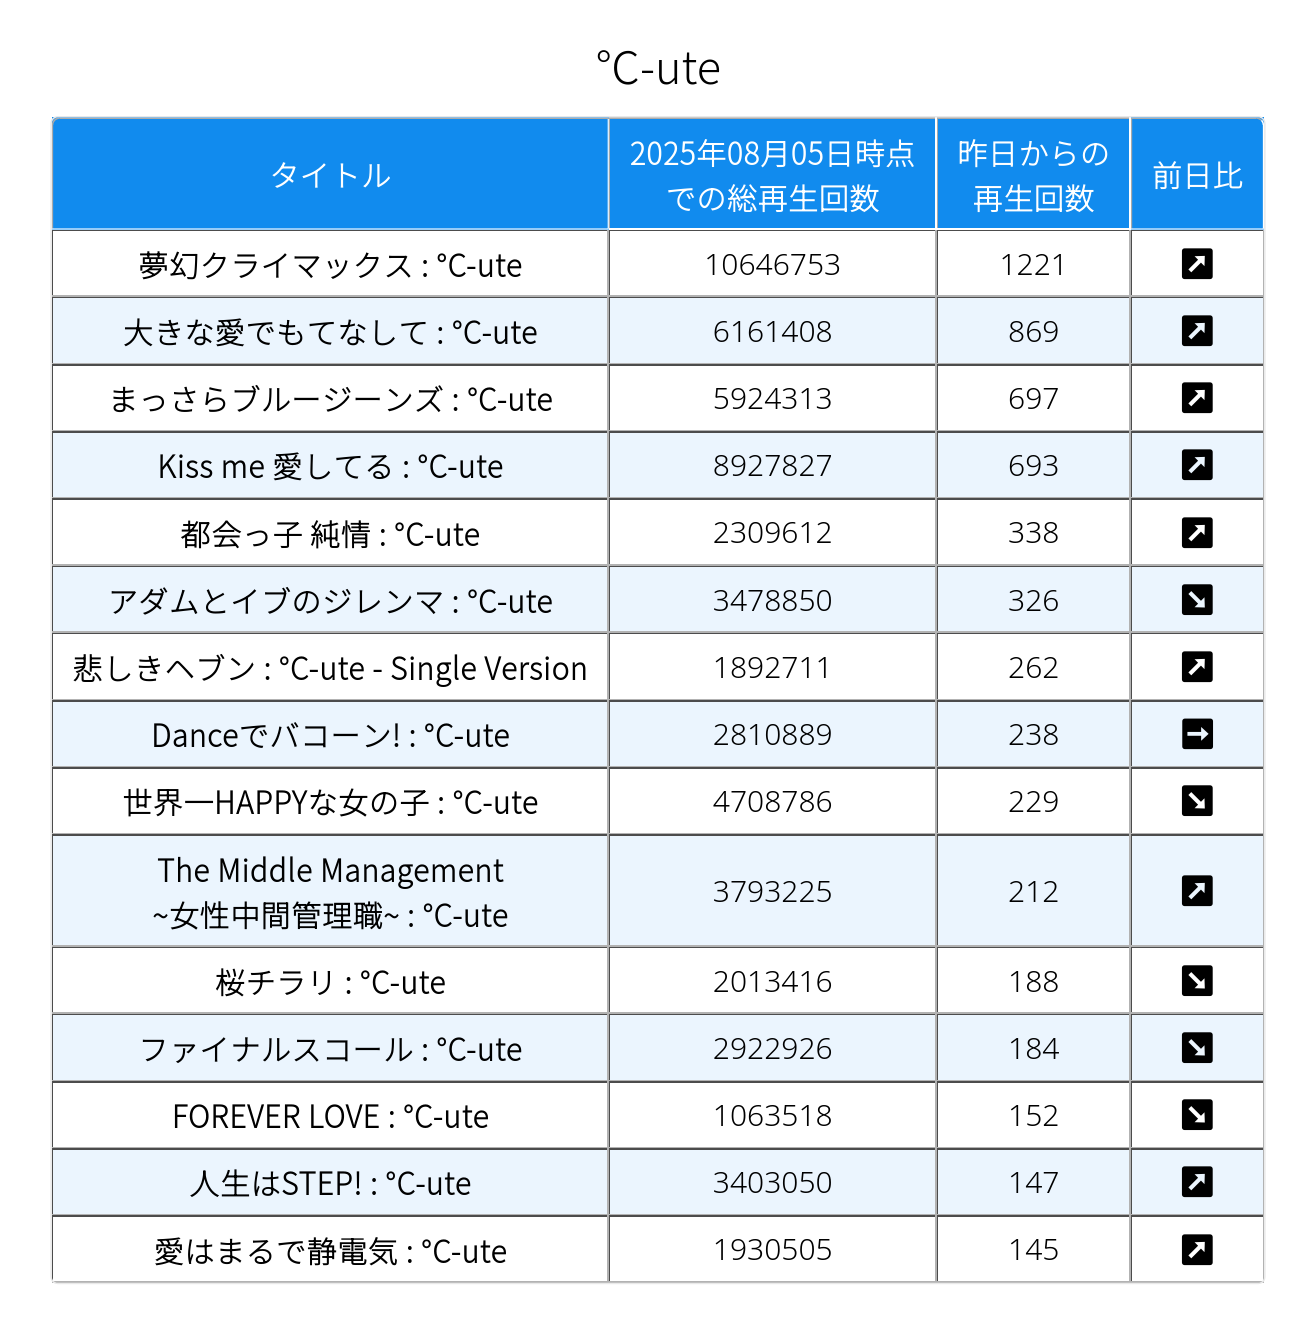 ℃-ute
タイトル
2025年08月05日時点
での総再生回数
昨日からの
再生回数
前日比
夢幻クライマックス : ℃-ute 10646753 1221
大きな愛でもてなして : ℃-ute 6161408 869
まっさらブルージーンズ : ℃-ute 5924313 697
Kiss me 愛してる : ℃-ute 8927827 693
都会っ子 純情 : ℃-ute 2309612 338
アダムとイブのジレンマ : ℃-ute 3478850 326
悲しきヘブン : ℃-ute - Single Version 1892711 262
Danceでバコーン! : ℃-ute 2810889 238
世界一HAPPYな女の子 : ℃-ute 4708786 229
The Middle Management
~女性中間管理職~ : ℃-ute 3793225 212
桜チラリ : ℃-ute 2013416 188
ファイナルスコール : ℃-ute 2922926 184
FOREVER LOVE : ℃-ute 1063518 152
人生はSTEP! : ℃-ute 3403050 147
愛はまるで静電気 : ℃-ute 1930505 145